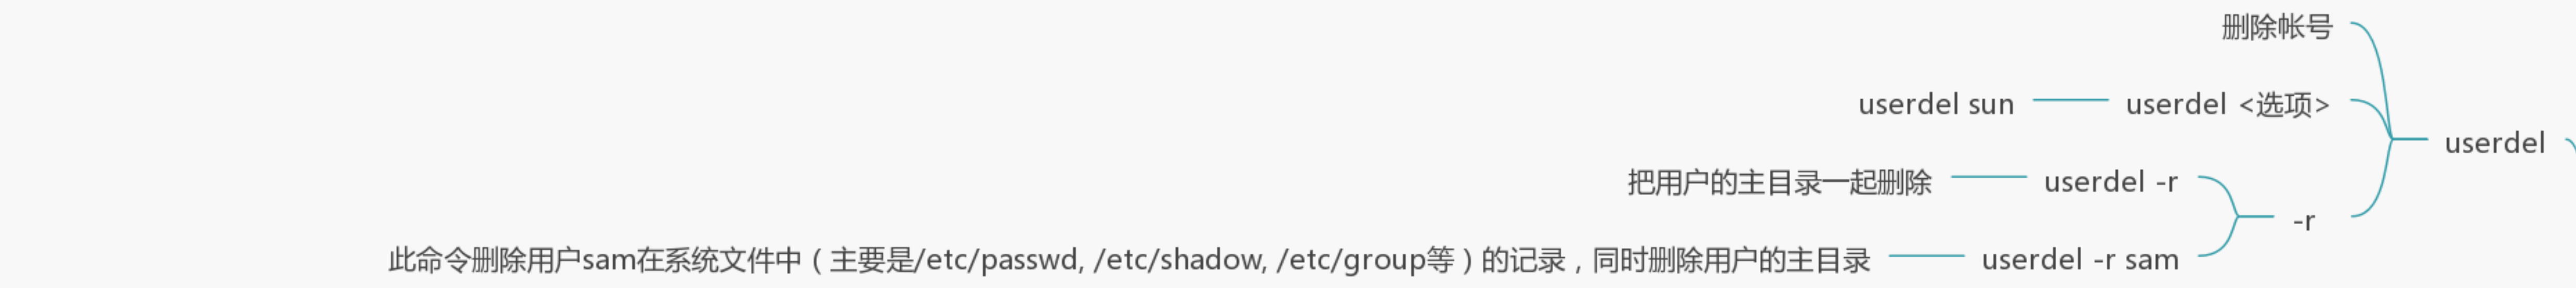 删除帐号
userdel sun
userdel <选项>
userdel
把用户的主目录一起删除
userdel -r
-r
此命令删除用户sam在系统文件中（主要是/etc/passwd, /etc/shadow, /etc/group等）的记录，同时删除用户的主目录
userdel -r sam